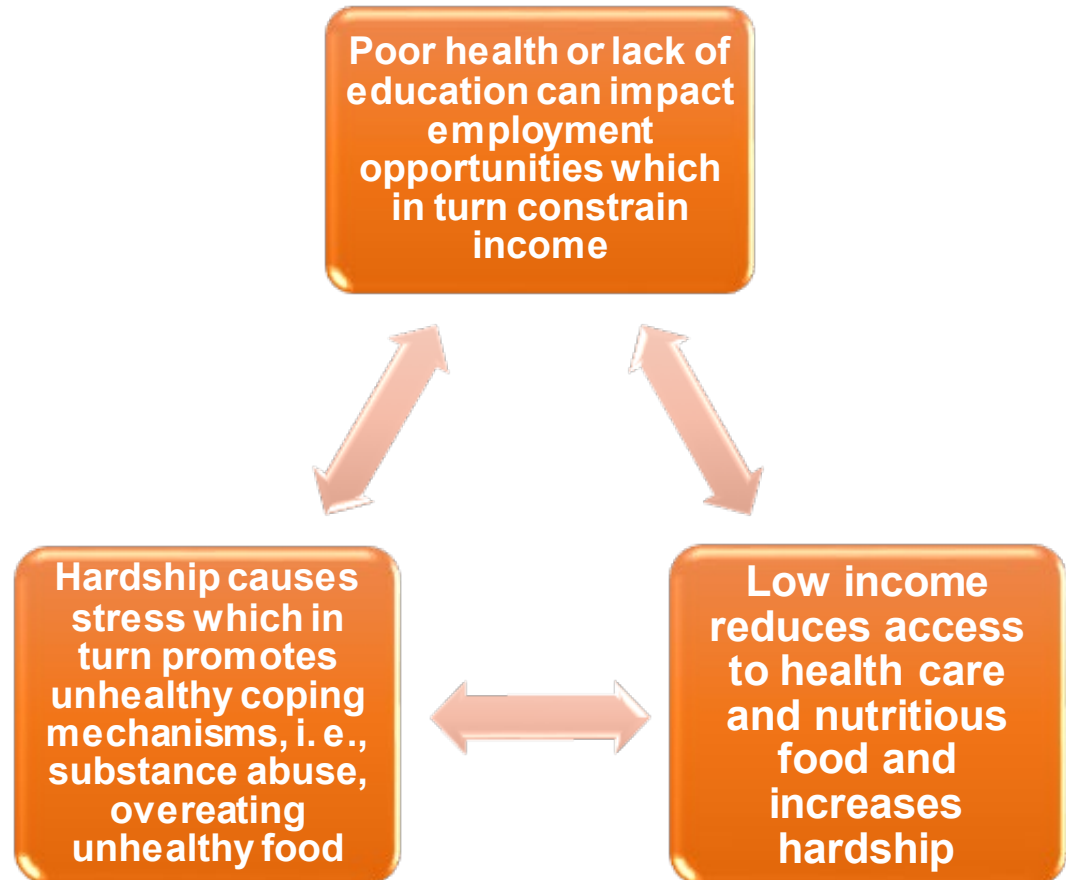 Poor health or lack of
education can impact
employment
opportunities which
in turn constrain
income
Hardship causes
stress which in
turn promotes
unhealthy coping
mechanisms, i. e.,
substance abuse,
overeating
unhealthy food
Low income
reduces access
to health care
and nutritious
food and
increases
hardship